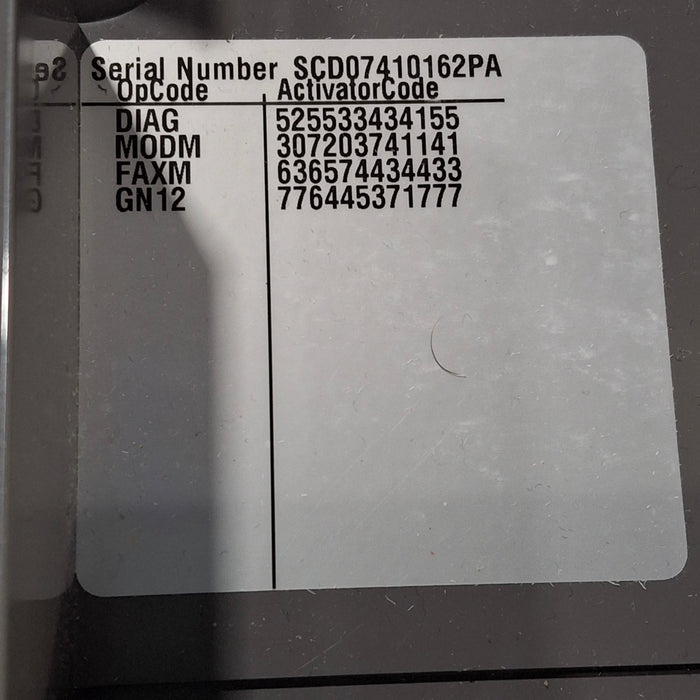 Serial Number SCD07410162PA
OpCode ActivatorCode
DIAG 525533434155
MODM 307203741141
FAXM 636574434433
GN12 776445371777